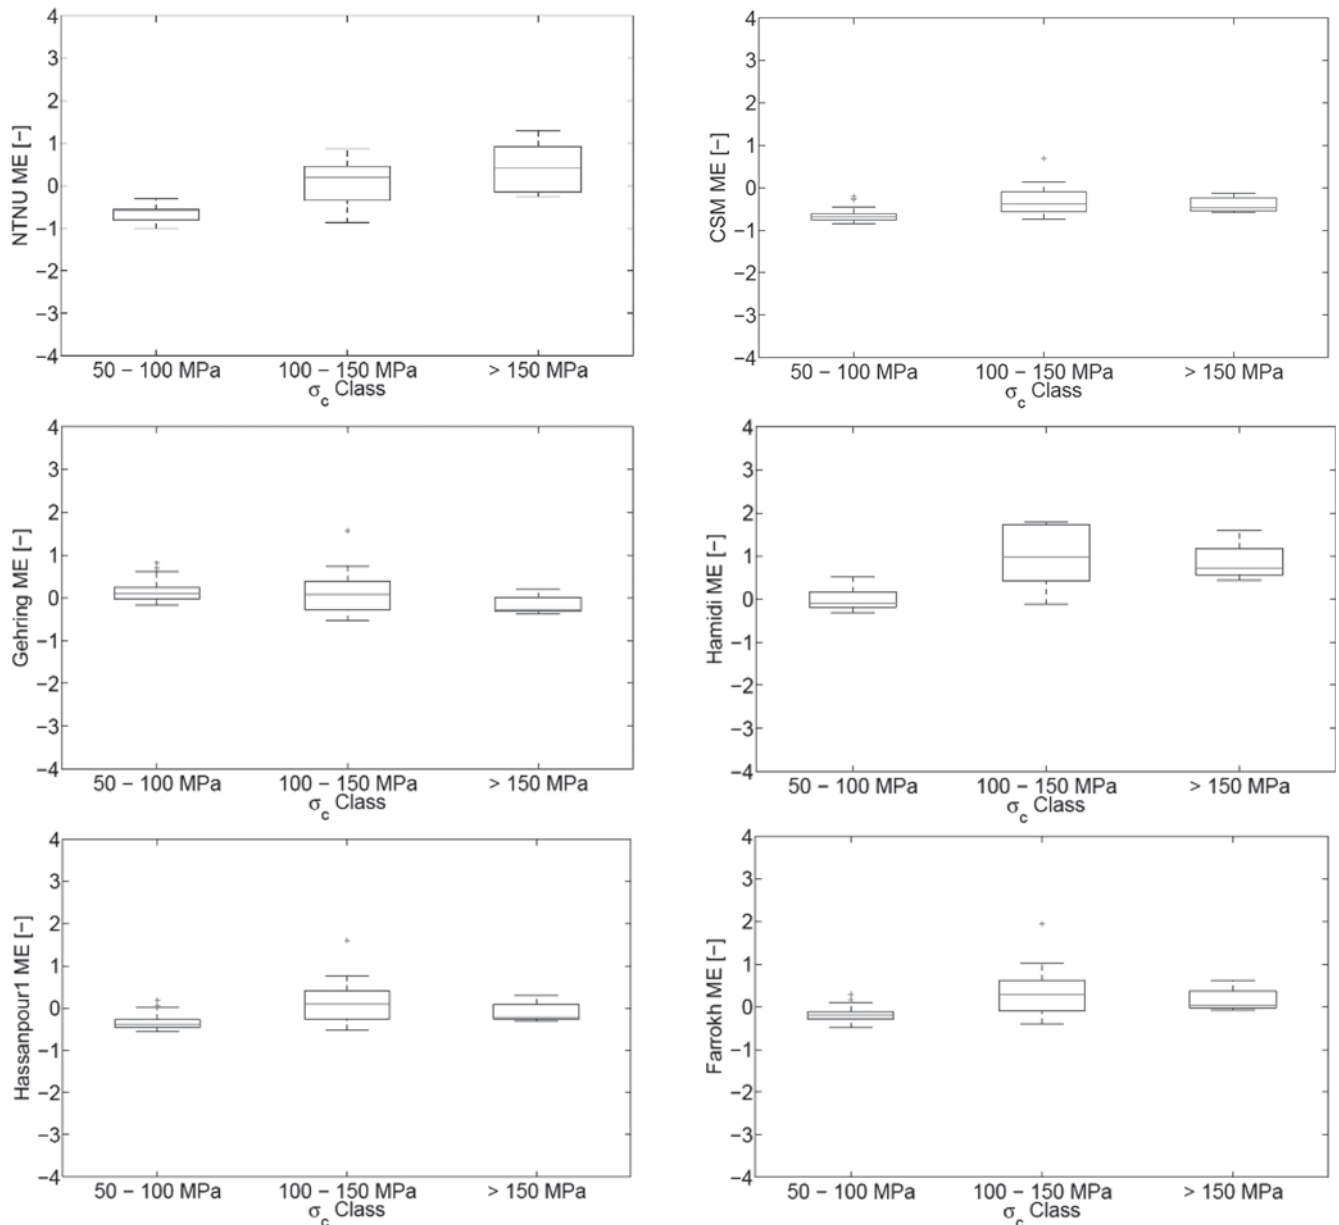 4
3
2
1
0
−1
−2
−3
−4
NTNU ME [−]
50 − 100 MPa
100 − 150 MPa
> 150 MPa
σc Class
4
3
2
1
0
−1
−2
−3
−4
CSM ME [−]
50 − 100 MPa
100 − 150 MPa
> 150 MPa
σc Class
4
3
2
1
0
−1
−2
−3
−4
Gehring ME [−]
50 − 100 MPa
100 − 150 MPa
> 150 MPa
σc Class
4
3
2
1
0
−1
−2
−3
−4
Hamidi ME [−]
50 − 100 MPa
100 − 150 MPa
> 150 MPa
σc Class
4
3
2
1
0
−1
−2
−3
−4
Hassanpour1 ME [−]
50 − 100 MPa
100 − 150 MPa
> 150 MPa
σc Class
4
3
2
1
0
−1
−2
−3
−4
Farrokh ME [−]
50 − 100 MPa
100 − 150 MPa
> 150 MPa
σc Class